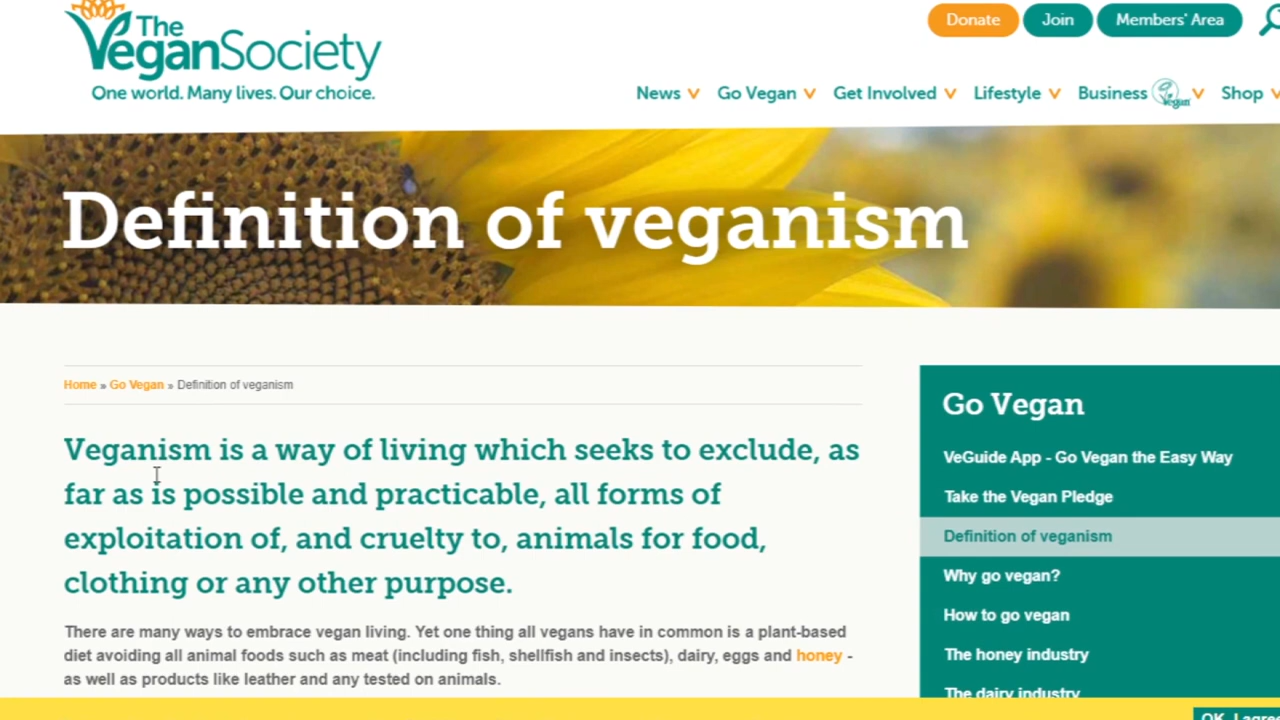 The
VeganSociety
One world. Many lives. Our choice.
Donate
Join
Members' Area
News
Go Vegan
Get Involved
Lifestyle
Business
Vegan
Shop
Definition of veganism
Home » Go Vegan » Definition of veganism
Veganism is a way of living which seeks to exclude, as
far as is possible and practicable, all forms of
exploitation of, and cruelty to, animals for food,
clothing or any other purpose.
There are many ways to embrace vegan living. Yet one thing all vegans have in common is a plant-based
diet avoiding all animal foods such as meat (including fish, shellfish and insects), dairy, eggs and honey -
as well as products like leather and any tested on animals.
Go Vegan
VeGuide App - Go Vegan the Easy Way
Take the Vegan Pledge
Definition of veganism
Why go vegan?
How to go vegan
The honey industry
The dairy industry
OK, I agree